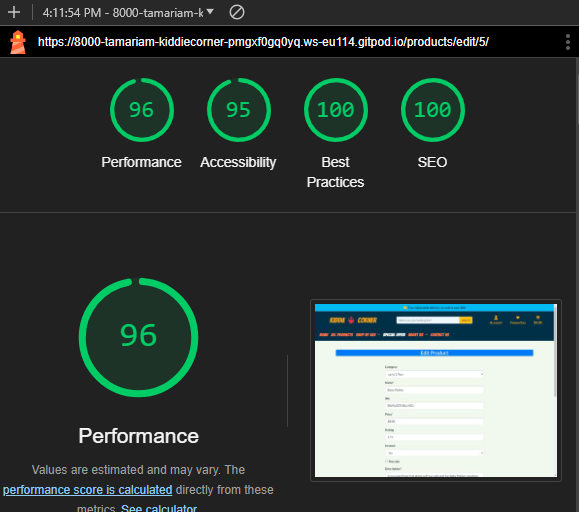 4:11:54 PM - 8000-tamariam-k
https://8000-tamariam-kiddiecorner-pmgxf0gq0yq.ws-eu114.gitpod.io/products/edit/5/
96
95
100
100
Performance
Accessibility
Best
Practices
SEO
96
Performance
Values are estimated and may vary. The
performance score is calculated directly from these
metrics. See calculator.
KIDDIE CORNER
Edit Product